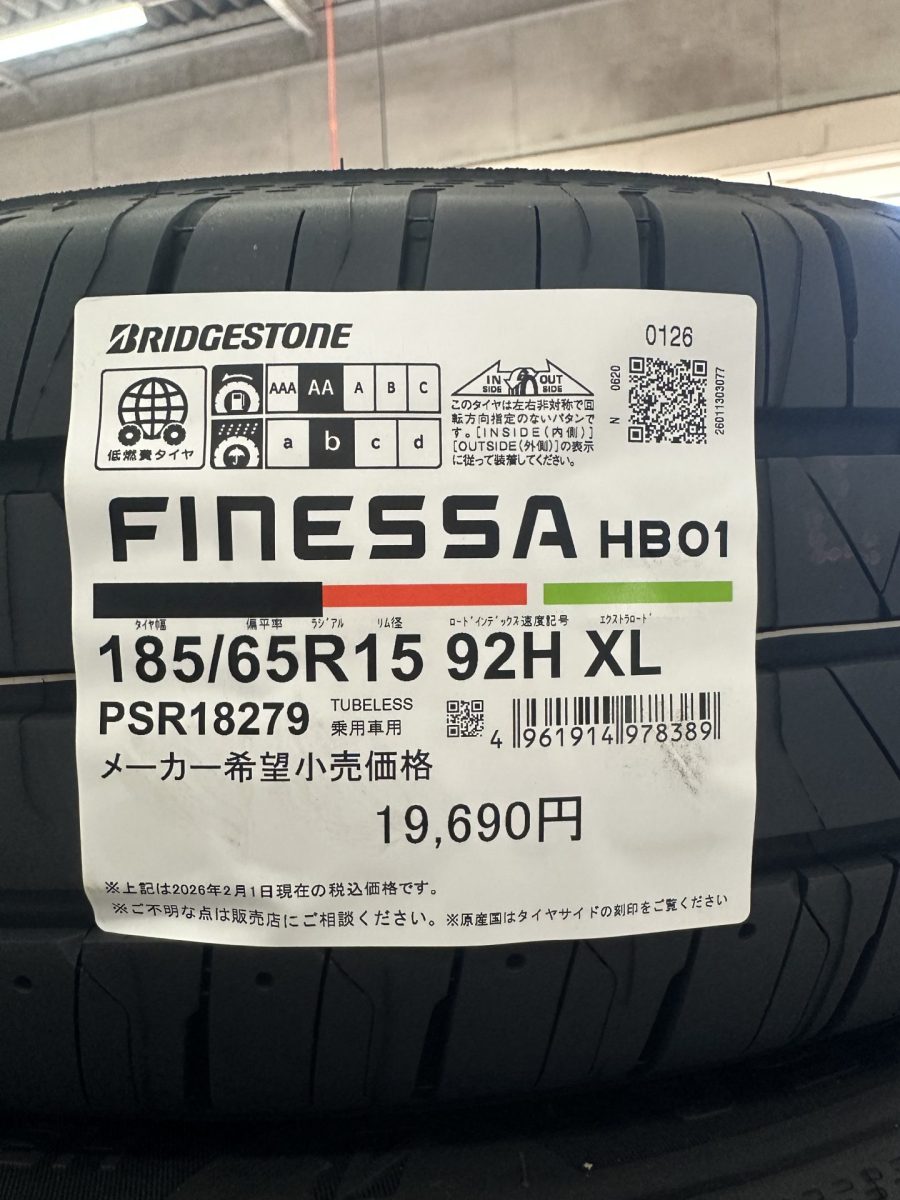 BRIDGESTONE
0126
低燃費タイヤ
AAA AA A B C
a b c d
IN SIDE OUT SIDE
このタイヤは左右非対称で回
転方向指定のないパタンで
す。[INSIDE(内側)]
[OUTSIDE(外側)]の表示
に従って装着してください。
N 0620
26011303077
FINESSA HB01
タイヤ幅 偏平率 ラジアル リム径 ロードインデックス 速度記号 エクストラロード
185/65R15 92H XL
PSR18279 TUBELESS
乗用車用
4 961914 978389
メーカー希望小売価格
19,690円
※上記は2026年2月1日現在の税込価格です。
※ご不明な点は販売店にご相談ください。※原産国はタイヤサイドの刻印をご覧ください